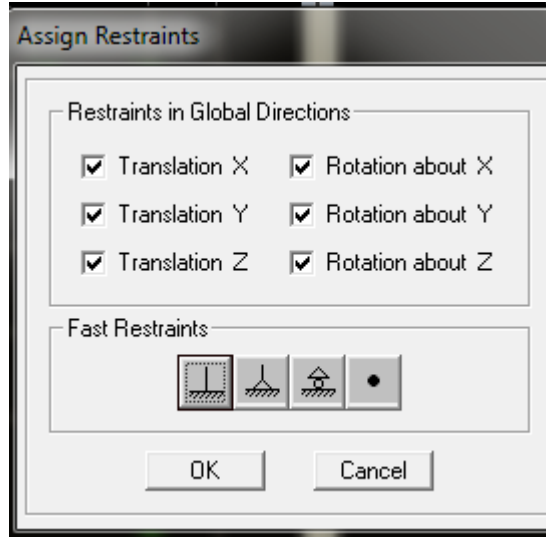 Assign Restraints
Restraints in Global Directions
Translation X Rotation about X
Translation Y Rotation about Y
Translation Z Rotation about Z
Fast Restraints
OK Cancel